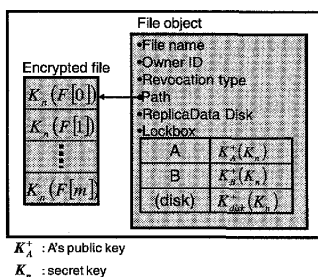 File object
•File name
•Owner ID
•Revocation type
•Path
•ReplicaData Disk
•Lockbox
A K_A^+(K_n)
B K_B^+(K_n)
(disk) K_disk^+(K_n)
Encrypted file
K_n(F[0])
K_n(F[1])
K_n(F[m])
K_A^+ : A's public key
K_n : secret key